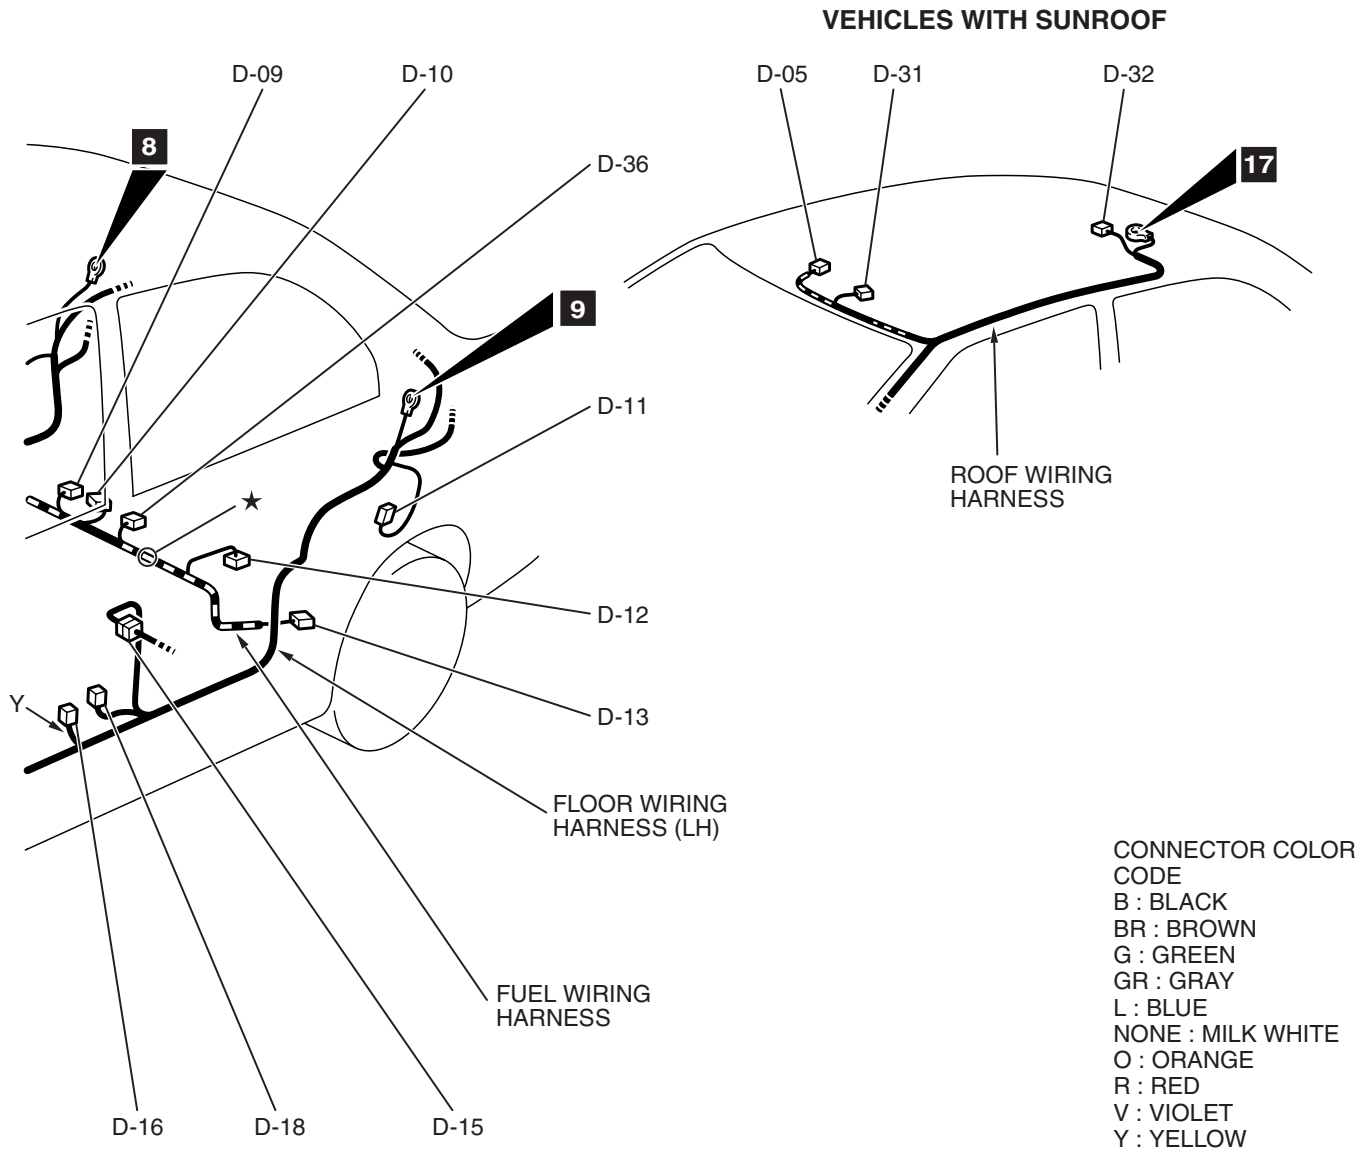 VEHICLES WITH SUNROOF
D-09
D-10
D-05
D-31
D-32
8
D-36
17
9
D-11
ROOF WIRING
HARNESS
★
D-12
Y
D-13
FLOOR WIRING
HARNESS (LH)
FUEL WIRING
HARNESS
D-16
D-18
D-15
CONNECTOR COLOR
CODE
B : BLACK
BR : BROWN
G : GREEN
GR : GRAY
L : BLUE
NONE : MILK WHITE
O : ORANGE
R : RED
V : VIOLET
Y : YELLOW